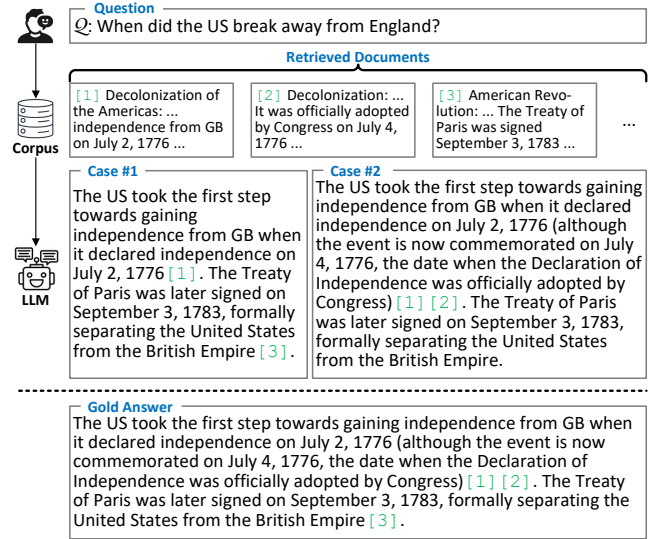 Question
Q: When did the US break away from England?
Retrieved Documents
[1] Decolonization of
the Americas: ...
independence from GB
on July 2, 1776 ...
[2] Decolonization: ...
It was officially adopted
by Congress on July 4,
1776 ...
[3] American Revo-
lution: ... The Treaty of
Paris was signed
September 3, 1783 ...
...
Corpus
Case #1
The US took the first step
towards gaining
independence from GB when
it declared independence on
July 2, 1776 [1]. The Treaty
of Paris was later signed on
September 3, 1783, formally
separating the United States
from the British Empire [3].
Case #2
The US took the first step towards gaining
independence from GB when it declared
independence on July 2, 1776 (although
the event is now commemorated on July
4, 1776, the date when the Declaration of
Independence was officially adopted by
Congress) [1] [2]. The Treaty of Paris
was later signed on September 3, 1783,
formally separating the United States
from the British Empire.
LLM
Gold Answer
The US took the first step towards gaining independence from GB when
it declared independence on July 2, 1776 (although the event is now
commemorated on July 4, 1776, the date when the Declaration of
Independence was officially adopted by Congress) [1] [2]. The Treaty
of Paris was later signed on September 3, 1783, formally separating the
United States from the British Empire [3].